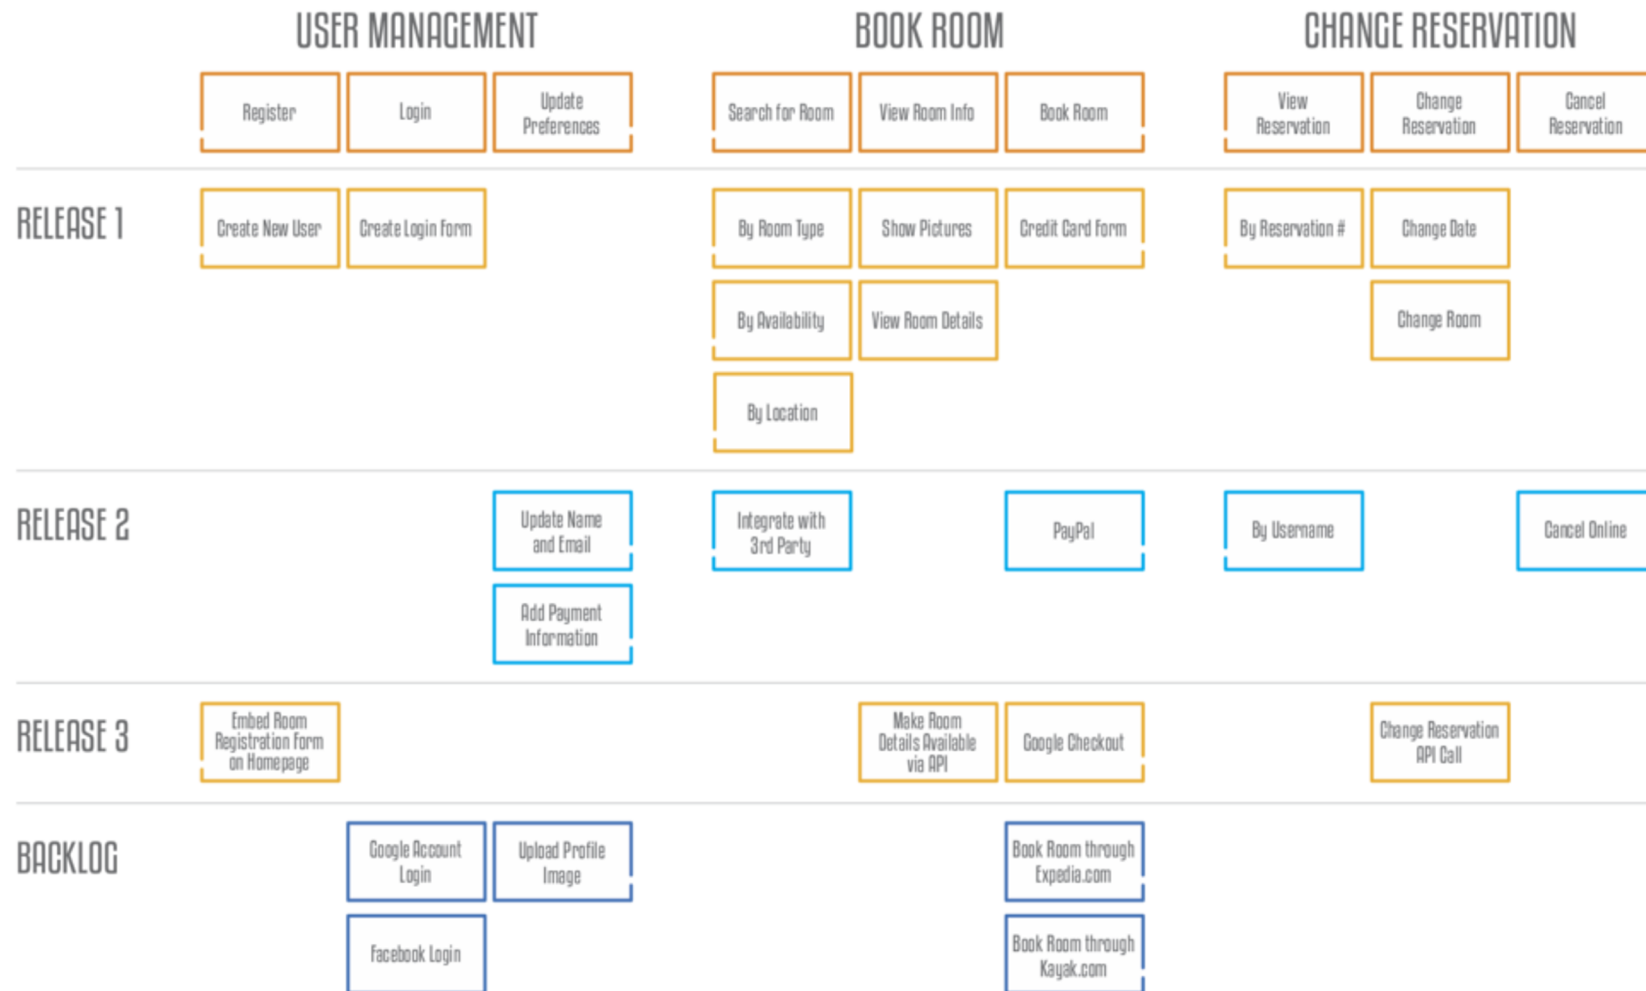 USER MANAGEMENT
BOOK ROOM
CHANGE RESERVATION
Register
Login
Update
Preferences
Search for Room
View Room Info
Book Room
View
Reservation
Change
Reservation
Cancel
Reservation
RELEASE 1
Create New User
Create Login Form
By Room Type
Show Pictures
Credit Card Form
By Reservation #
Change Date
By Availability
View Room Details
Change Room
By Location
RELEASE 2
Update Name
and Email
Integrate with
3rd Party
PayPal
By Username
Cancel Online
Add Payment
Information
RELEASE 3
Embed Room
Registration Form
on Homepage
Make Room
Details Available
via API
Google Checkout
Change Reservation
API Call
BACKLOG
Google Account
Login
Upload Profile
Image
Book Room through
Expedia.com
Facebook Login
Book Room through
Kayak.com